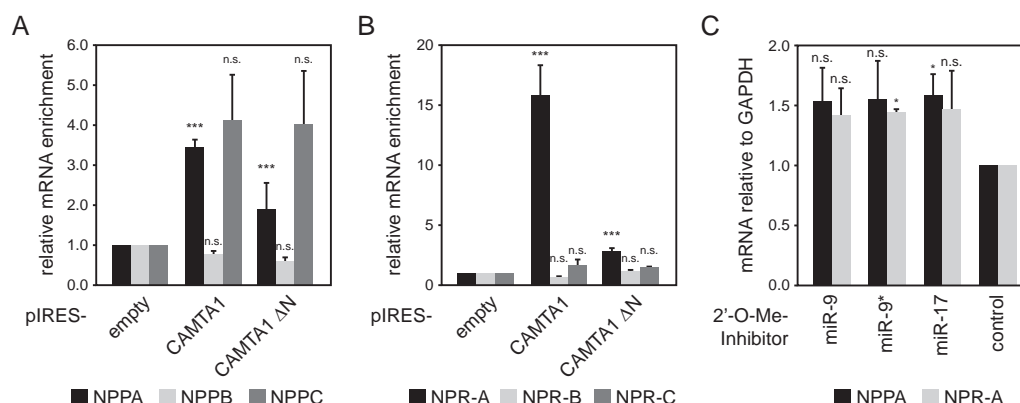 A
relative mRNA enrichment
6.0
5.0
4.0
3.0
2.0
1.0
0.0
***
n.s.
n.s.
***
n.s.
n.s.
pIRES-
empty
CAMTA1
CAMTA1 ΔN
NPPA NPPB NPPC
B
relative mRNA enrichment
20
15
10
5
0
***
n.s. n.s.
***
n.s. n.s.
pIRES-
empty
CAMTA1
CAMTA1 ΔN
NPR-A NPR-B NPR-C
C
mRNA relative to GAPDH
2.0
1.5
1.0
0.5
0.0
n.s.
n.s.
n.s.
*
*
n.s.
2'-O-Me-
Inhibitor
miR-9
miR-9*
miR-17
control
NPPA NPR-A